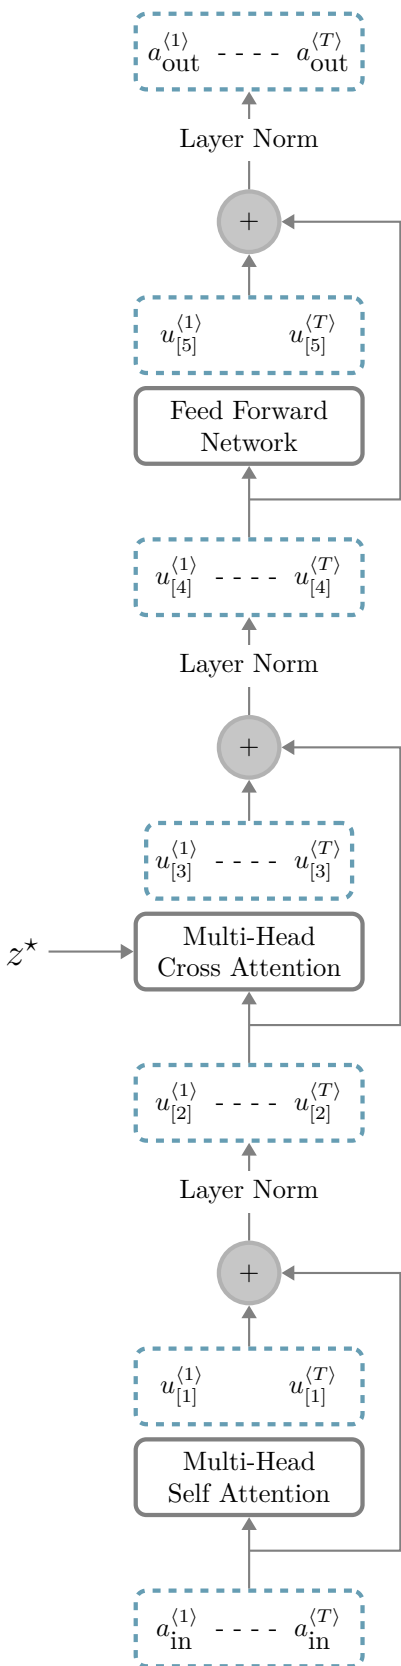 a_out^⟨1⟩ - - - - a_out^⟨T⟩
Layer Norm
+
u_[5]^⟨1⟩ u_[5]^⟨T⟩
Feed Forward
Network
u_[4]^⟨1⟩ - - - - u_[4]^⟨T⟩
Layer Norm
+
u_[3]^⟨1⟩ - - - - u_[3]^⟨T⟩
z^⋆
Multi-Head
Cross Attention
u_[2]^⟨1⟩ - - - - u_[2]^⟨T⟩
Layer Norm
+
u_[1]^⟨1⟩ u_[1]^⟨T⟩
Multi-Head
Self Attention
a_in^⟨1⟩ - - - - a_in^⟨T⟩